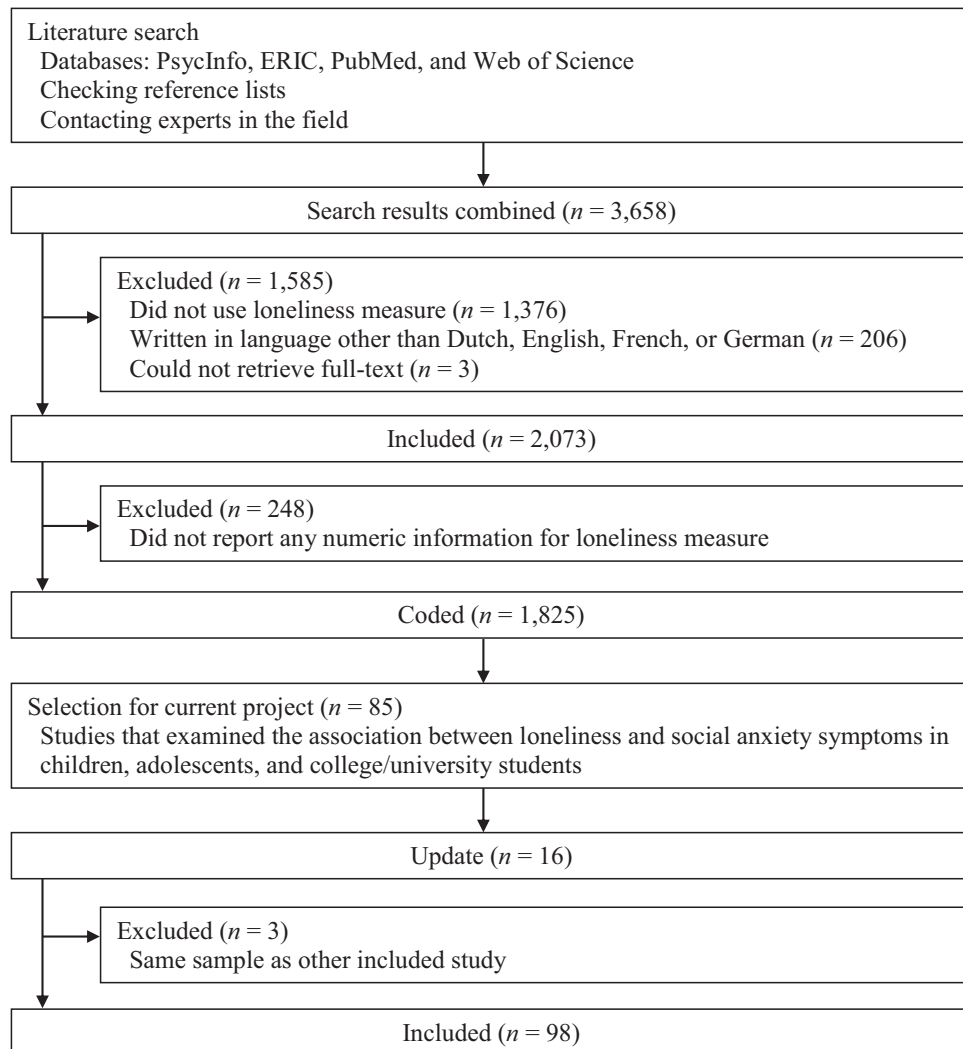 Literature search
Databases: PsycInfo, ERIC, PubMed, and Web of Science
Checking reference lists
Contacting experts in the field
Search results combined (n = 3,658)
Excluded (n = 1,585)
Did not use loneliness measure (n = 1,376)
Written in language other than Dutch, English, French, or German (n = 206)
Could not retrieve full-text (n = 3)
Included (n = 2,073)
Excluded (n = 248)
Did not report any numeric information for loneliness measure
Coded (n = 1,825)
Selection for current project (n = 85)
Studies that examined the association between loneliness and social anxiety symptoms in
children, adolescents, and college/university students
Update (n = 16)
Excluded (n = 3)
Same sample as other included study
Included (n = 98)